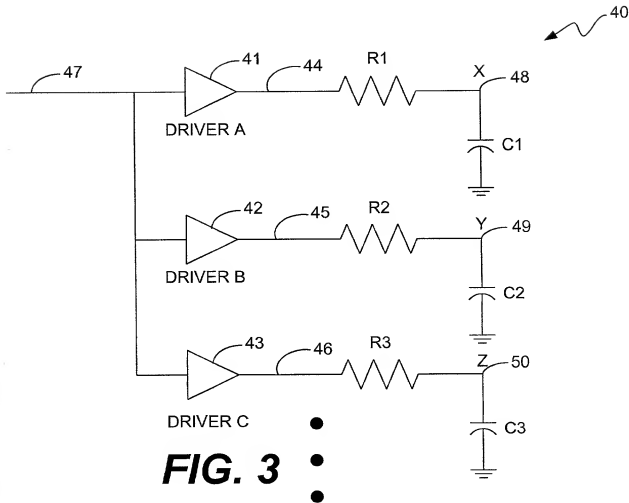 40
47
41
44
R1
X
48
DRIVER A
C1
42
45
R2
Y
49
DRIVER B
C2
43
46
R3
Z
50
DRIVER C
C3
FIG. 3